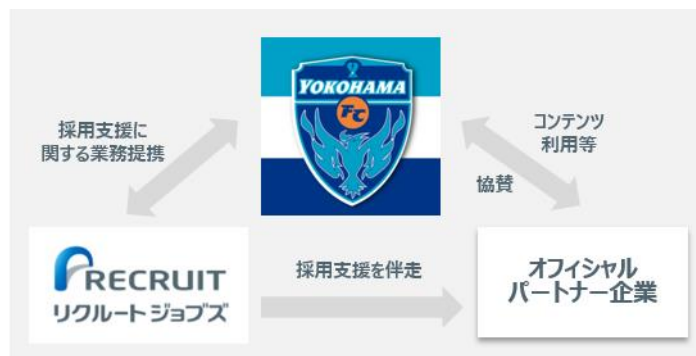 YOKOHAMA
FC
採用支援に
関する業務提携
コンテンツ
利用等
協賛
RECRUIT
リクルートジョブズ
採用支援を伴走
オフィシャル
パートナー企業